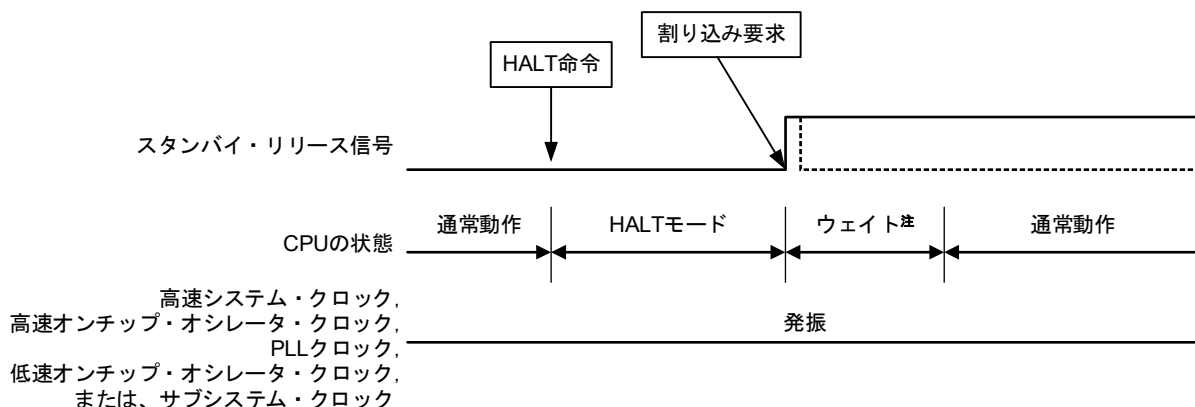 割り込み要求
HALT命令
スタンバイ・リリース信号
通常動作
HALTモード
ウェイト注
通常動作
CPUの状態
高速システム・クロック,
高速オンチップ・オシレータ・クロック,
発振
PLLクロック,
低速オンチップ・オシレータ・クロック,
または、サブシステム・クロック